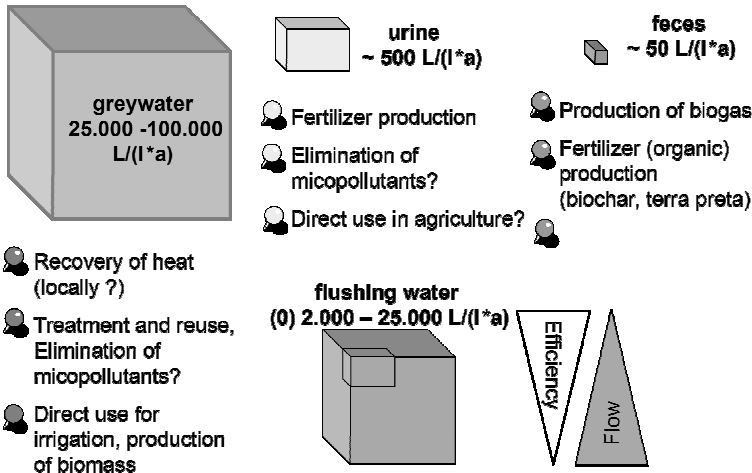 greywater
25.000 -100.000
L/(I*a)
Recovery of heat
(locally ?)
Treatment and reuse,
Elimination of
micopollutants?
Direct use for
irrigation, production
of biomass
urine
~ 500 L/(I*a)
Fertilizer production
Elimination of
micopollutants?
Direct use in agriculture?
feces
~ 50 L/(I*a)
Production of biogas
Fertilizer (organic)
production
(biochar, terra preta)
flushing water
(0) 2.000 – 25.000 L/(I*a)
Efficiency
Flow